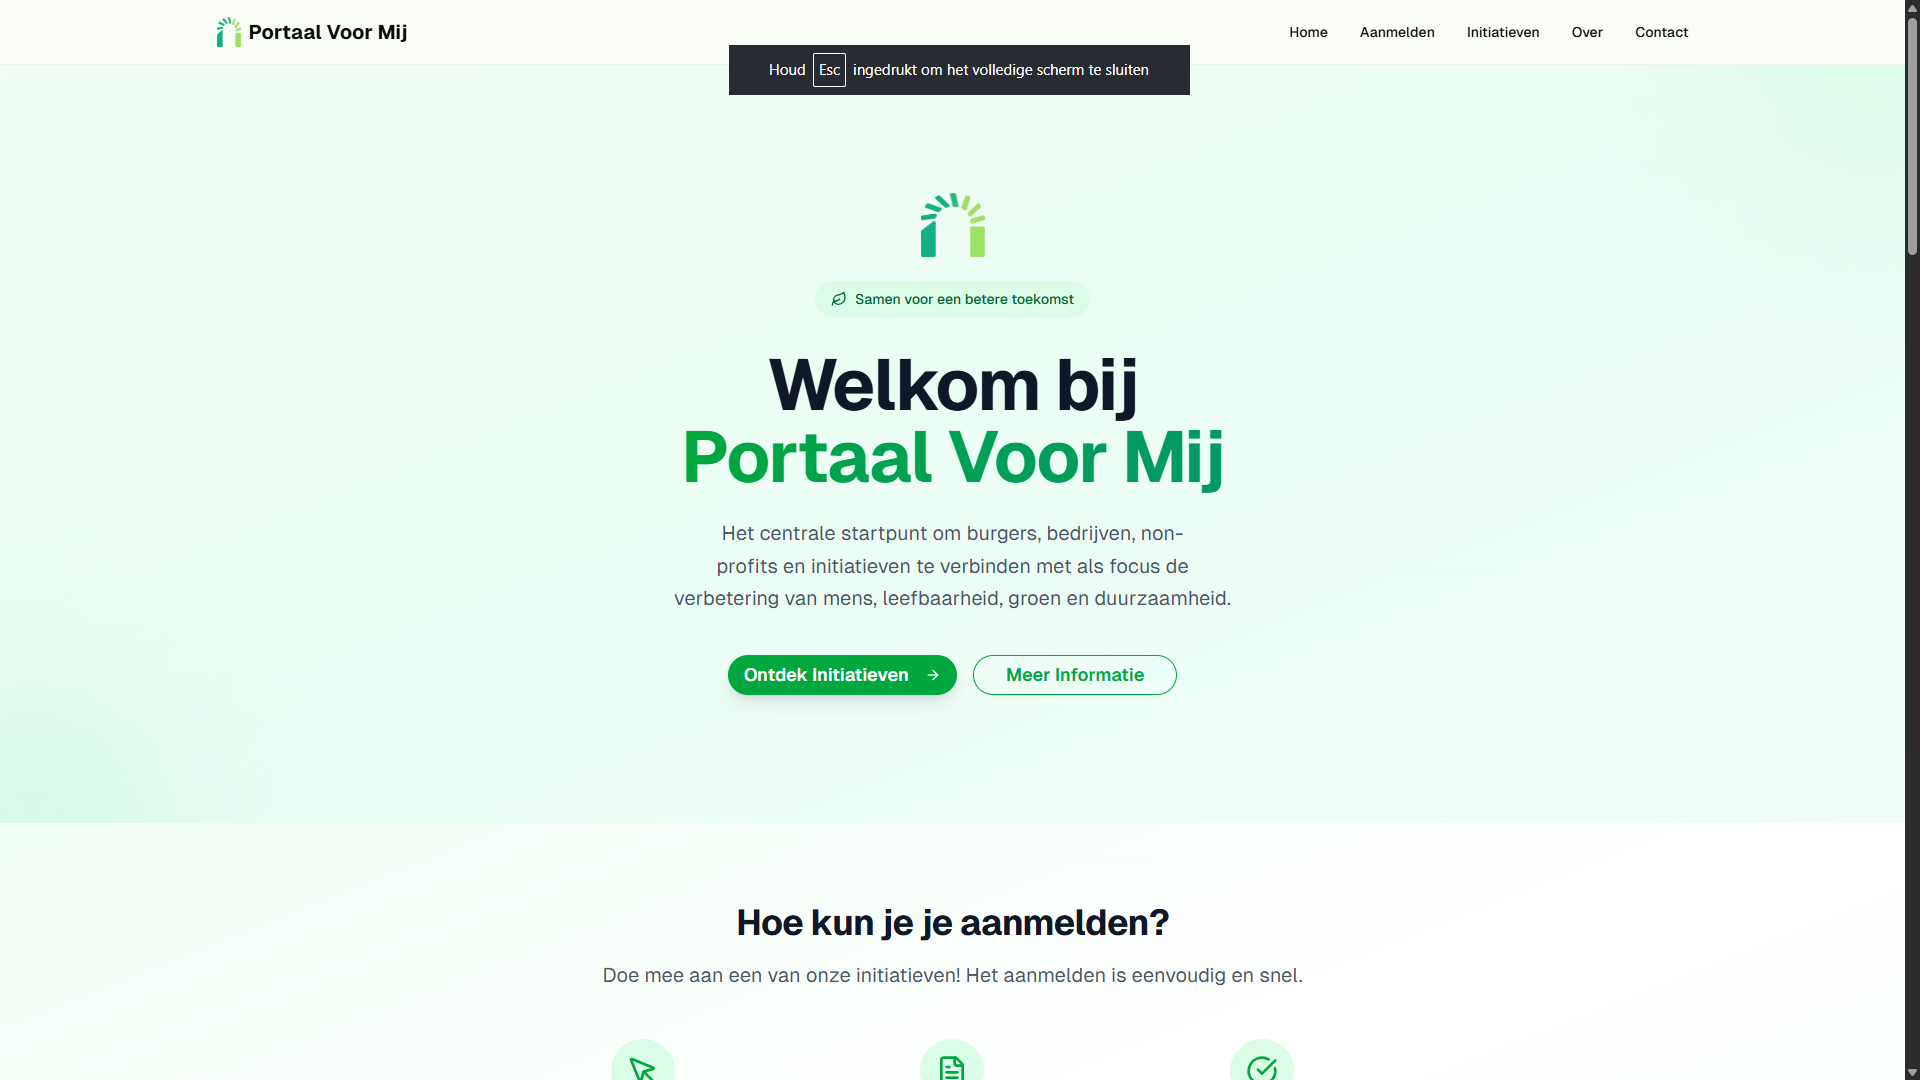 Portaal Voor Mij
Home
Aanmelden
Initiatieven
Over
Contact
Houd Esc ingedrukt om het volledige scherm te sluiten
Samen voor een betere toekomst
Welkom bij
Portaal Voor Mij
Het centrale startpunt om burgers, bedrijven, non-
profits en initiatieven te verbinden met als focus de
verbetering van mens, leefbaarheid, groen en duurzaamheid.
Ontdek Initiatieven
Meer Informatie
Hoe kun je je aanmelden?
Doe mee aan een van onze initiatieven! Het aanmelden is eenvoudig en snel.